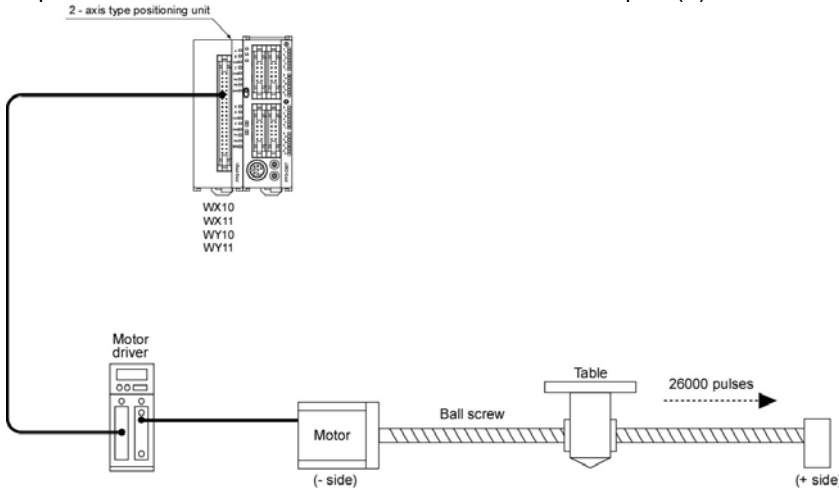 2 - axis type positioning unit
WX10
WX11
WY10
WY11
Motor
driver
Table
26000 pulses
Ball screw
Motor
(- side)
(+ side)